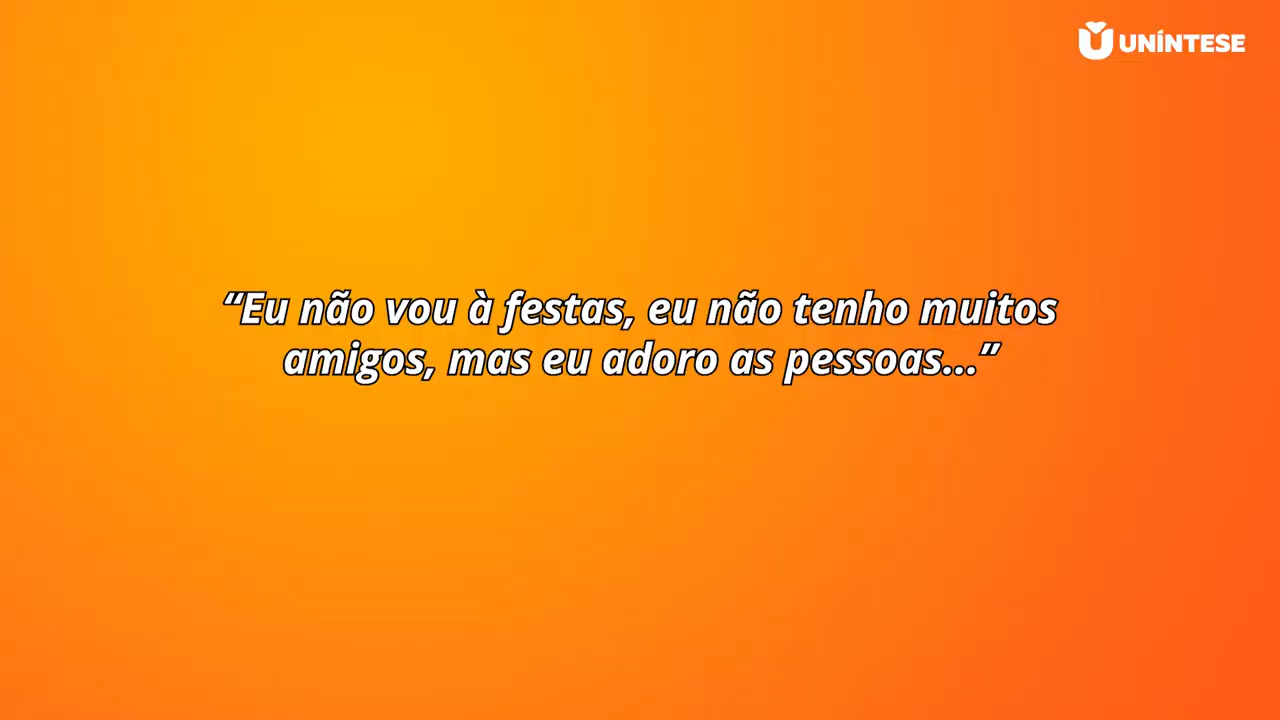 UNÍNTESE
“Eu não vou à festas, eu não tenho muitos
amigos, mas eu adoro as pessoas...”